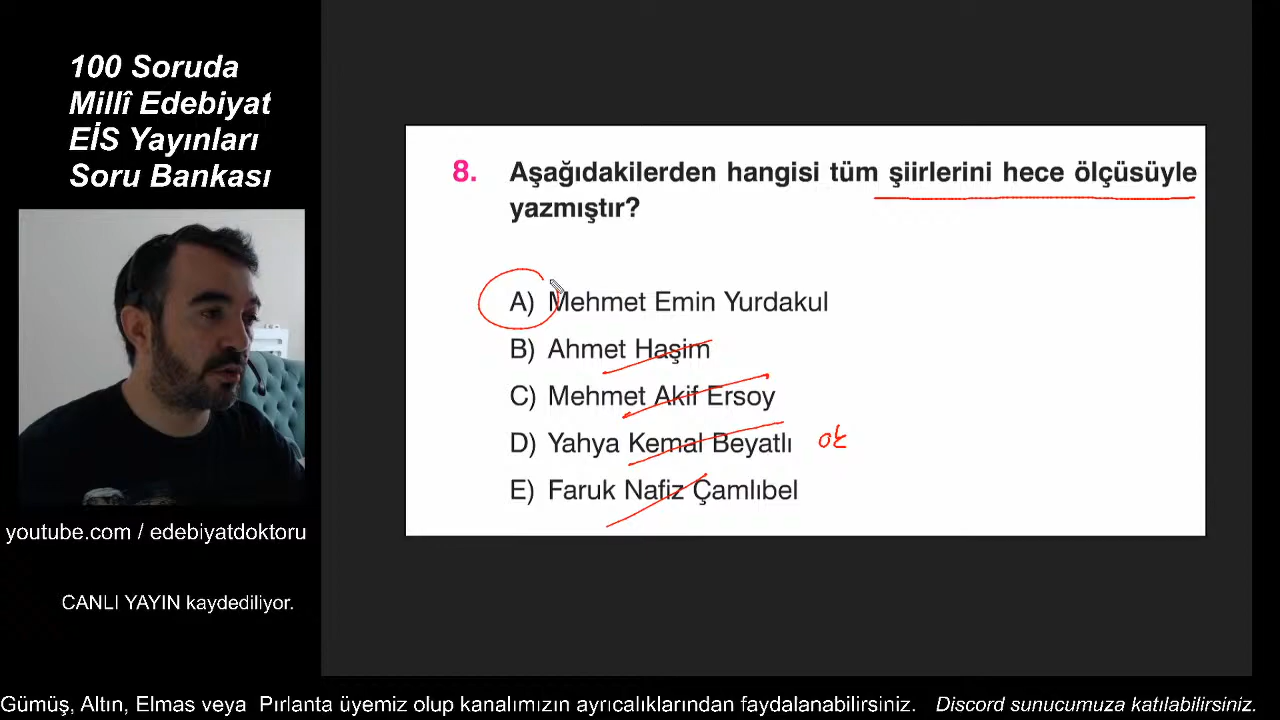 100 Soruda
Millî Edebiyat
EİS Yayınları
Soru Bankası
8. Aşağıdakilerden hangisi tüm şiirlerini hece ölçüsüyle
yazmıştır?
A) Mehmet Emin Yurdakul
B) Ahmet Haşim
C) Mehmet Akif Ersoy
D) Yahya Kemal Beyatlı ok
E) Faruk Nafiz Çamlıbel
youtube.com / edebiyatdoktoru
CANLI YAYIN kaydediliyor.
Gümüş, Altın, Elmas veya Pırlanta üyemiz olup kanalımızın ayrıcalıklarından faydalanabilirsiniz. Discord sunucumuza katılabilirsiniz.